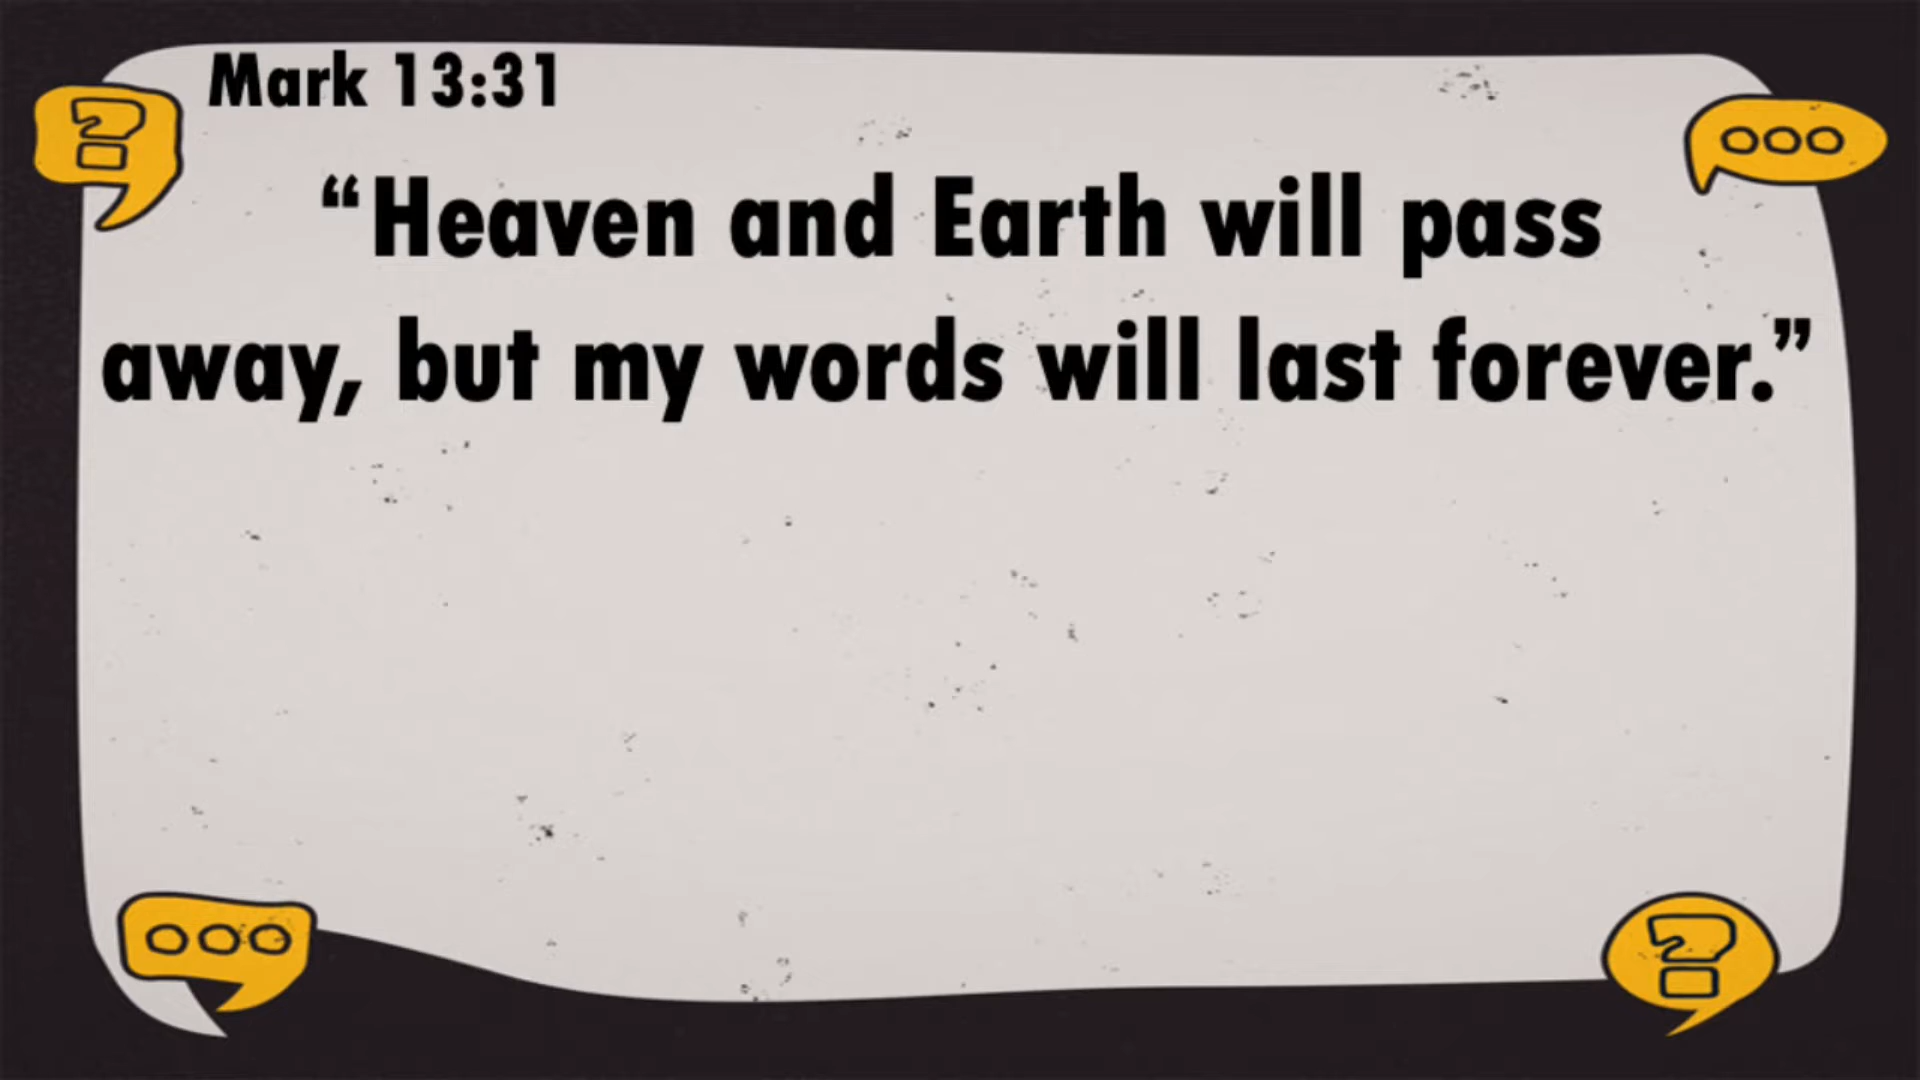 Mark 13:31
“Heaven and Earth will pass
away, but my words will last forever.”